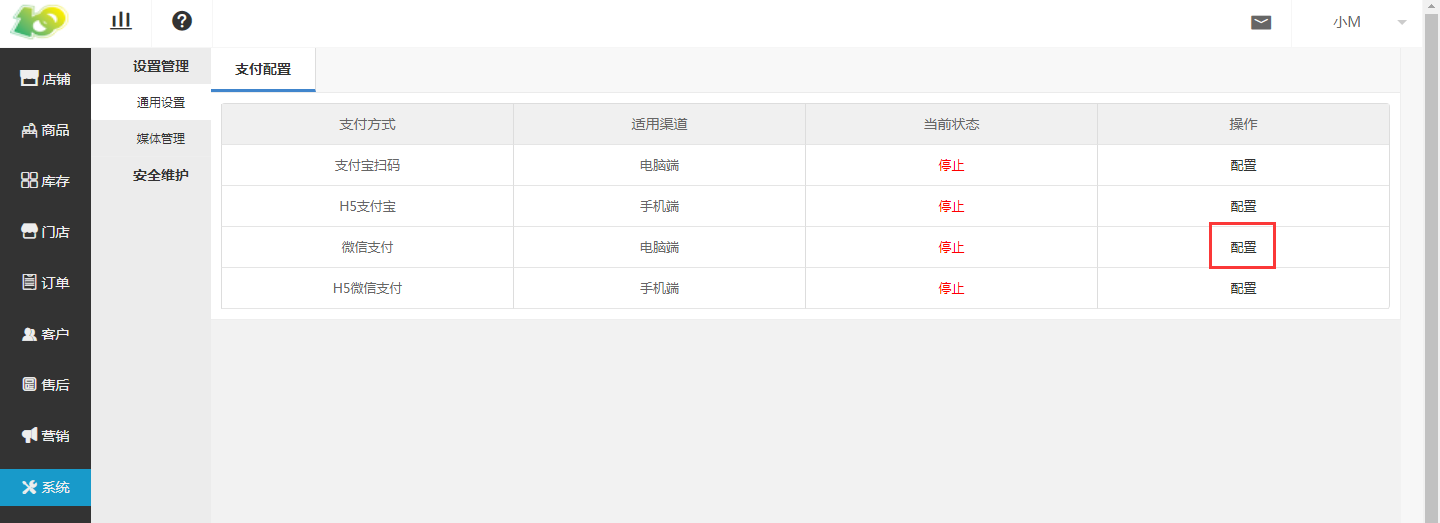 小M
店铺
商品
库存
门店
订单
客户
售后
营销
系统
设置管理
通用设置
媒体管理
安全维护
支付配置
支付方式 适用渠道 当前状态 操作
支付宝扫码 电脑端 停止 配置
H5支付宝 手机端 停止 配置
微信支付 电脑端 停止 配置
H5微信支付 手机端 停止 配置